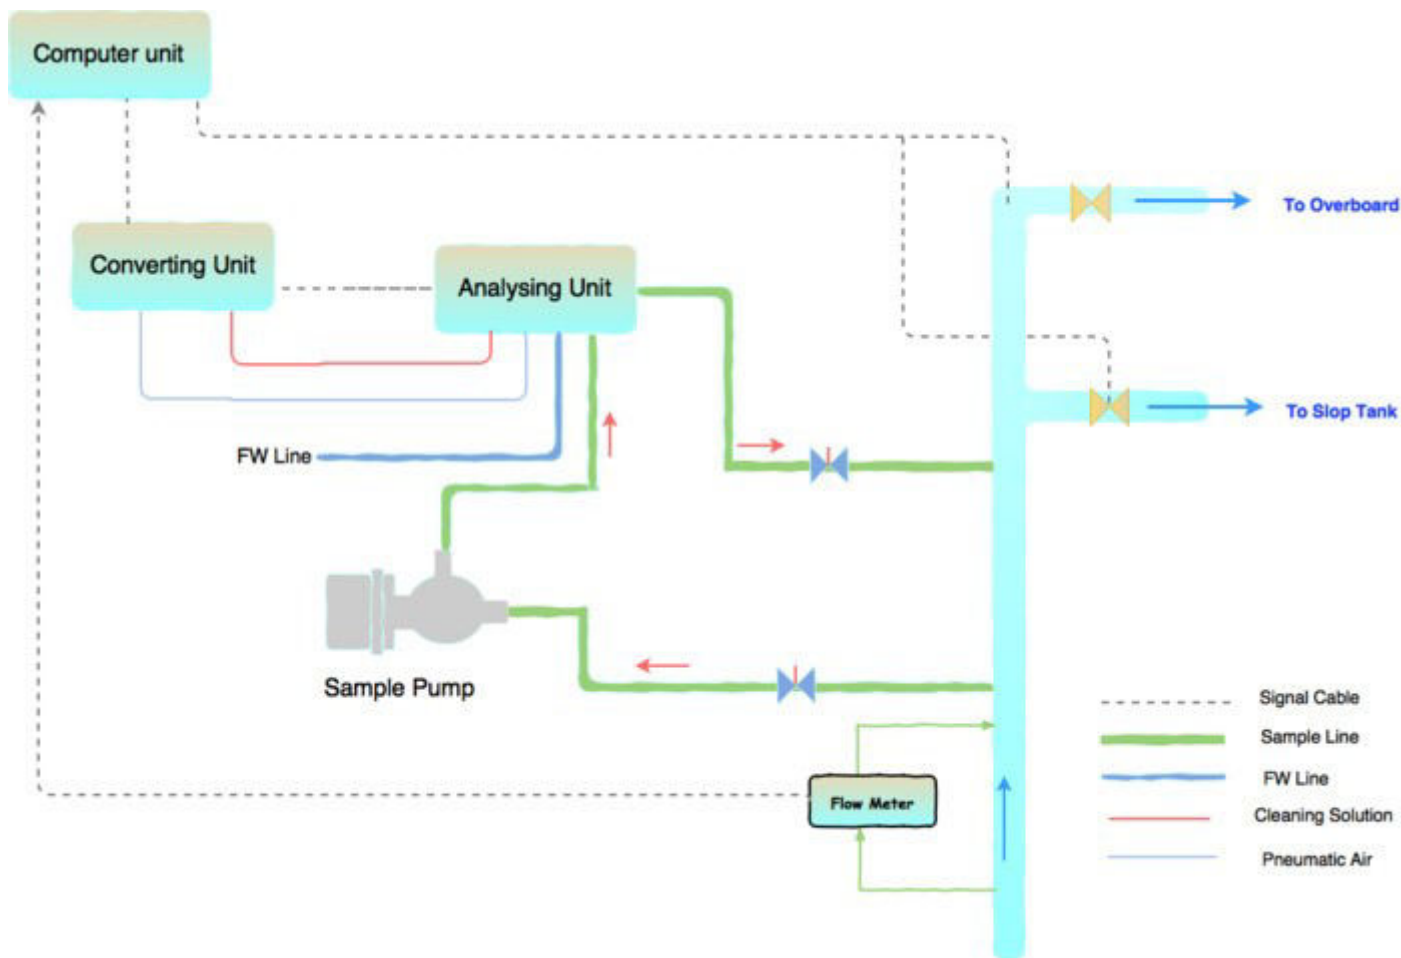 Computer unit
To Overboard
Converting Unit
Analysing Unit
To Slop Tank
FW Line
Sample Pump
Signal Cable
Sample Line
FW Line
Flow Meter
Cleaning Solution
Pneumatic Air